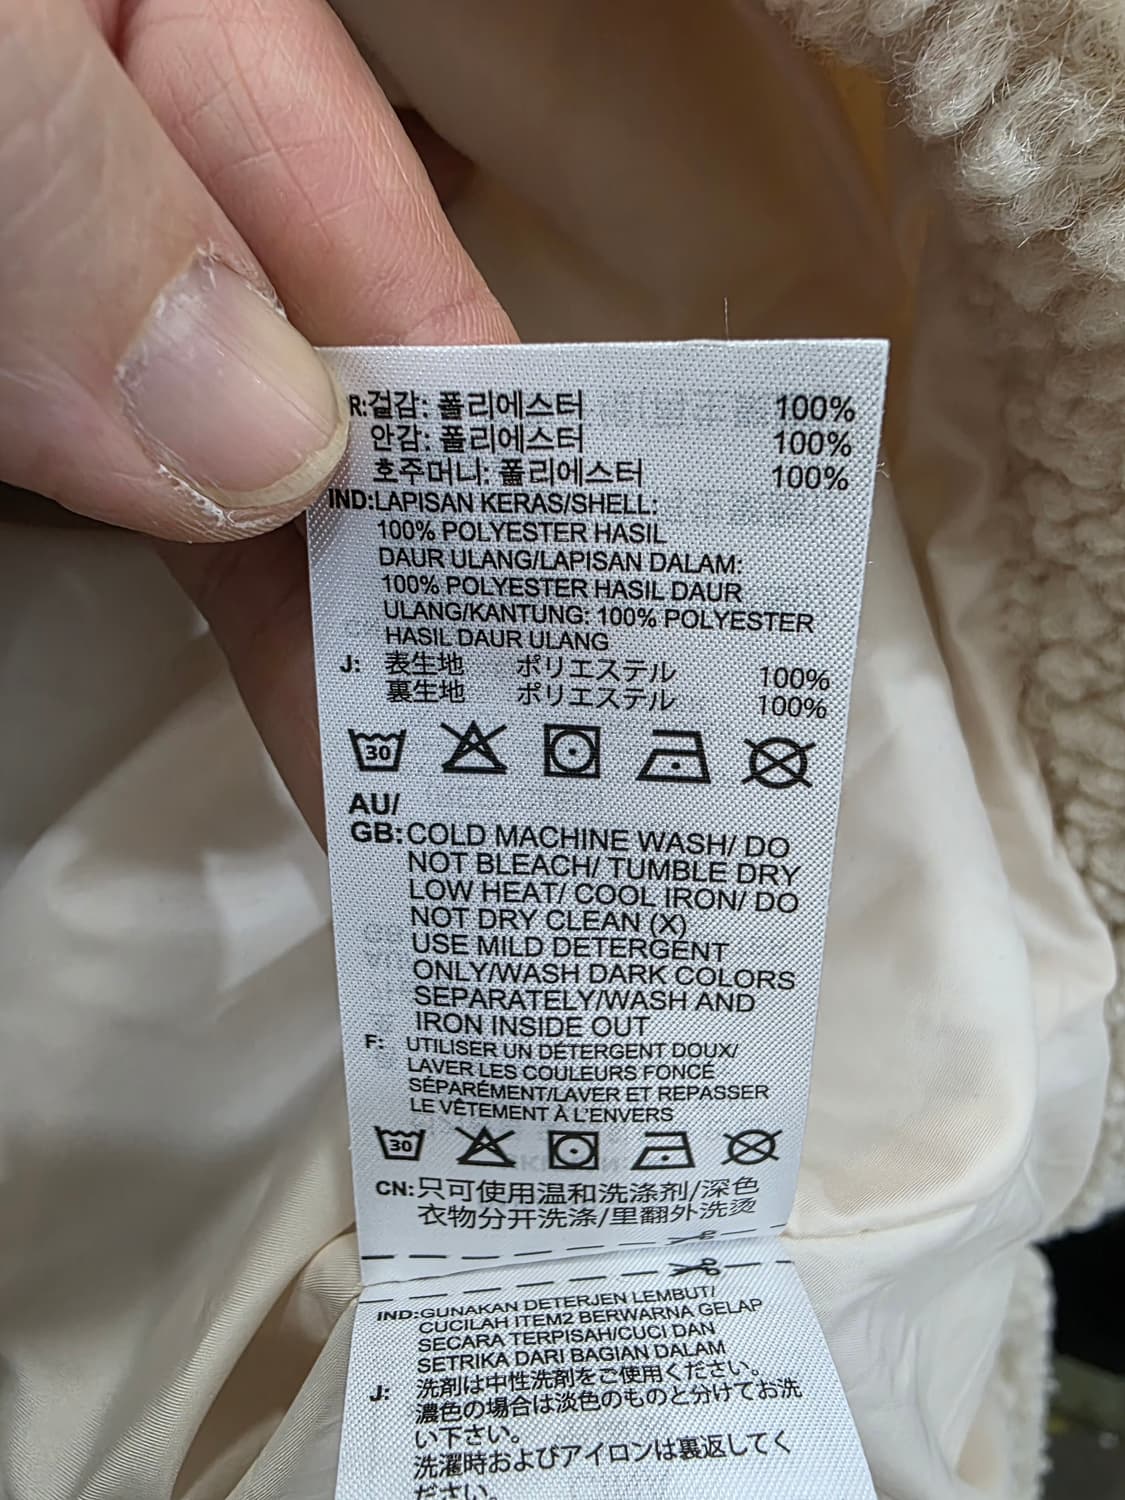 R:겉감: 폴리에스터 100%
안감: 폴리에스터 100%
호주머니: 폴리에스터 100%
IND:LAPISAN KERAS/SHELL:
100% POLYESTER HASIL
DAUR ULANG/LAPISAN DALAM:
100% POLYESTER HASIL DAUR
ULANG/KANTUNG: 100% POLYESTER
HASIL DAUR ULANG
J: 表生地 ポリエステル 100%
裏生地 ポリエステル 100%
30
AU/
GB:COLD MACHINE WASH/ DO
NOT BLEACH/ TUMBLE DRY
LOW HEAT/ COOL IRON/ DO
NOT DRY CLEAN (X)
USE MILD DETERGENT
ONLY/WASH DARK COLORS
SEPARATELY/WASH AND
IRON INSIDE OUT
F: UTILISER UN DÉTERGENT DOUX/
LAVER LES COULEURS FONCÉ
SÉPARÉMENT/LAVER ET REPASSER
LE VÊTEMENT À L'ENVERS
30
CN:只可使用温和洗涤剂/深色
衣物分开洗涤/里翻外洗烫
IND:GUNAKAN DETERJEN LEMBUT/
CUCILAH ITEM2 BERWARNA GELAP
SECARA TERPISAH/CUCI DAN
SETRIKA DARI BAGIAN DALAM
J: 洗剤は中性洗剤をご使用ください。
濃色の場合は淡色のものと分けてお洗
い下さい。
洗濯時およびアイロンは裏返してく
ださい。